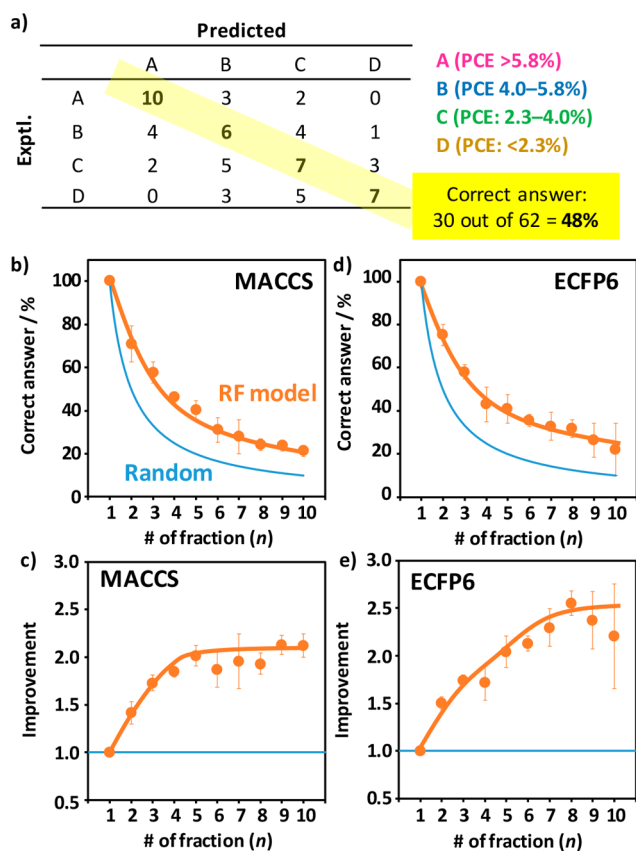 a)
Predicted
A B C D
Exptl.
A 10 3 2 0
B 4 6 4 1
C 2 5 7 3
D 0 3 5 7
A (PCE >5.8%)
B (PCE 4.0–5.8%)
C (PCE: 2.3–4.0%)
D (PCE: <2.3%)
Correct answer:
30 out of 62 = 48%
b)
MACCS
Correct answer / %
100
80
60
40
20
0
RF model
Random
1 2 3 4 5 6 7 8 9 10
# of fraction (n)
d)
ECFP6
Correct answer / %
100
80
60
40
20
0
1 2 3 4 5 6 7 8 9 10
# of fraction (n)
c)
MACCS
Improvement
3.0
2.5
2.0
1.5
1.0
0.5
1 2 3 4 5 6 7 8 9 10
# of fraction (n)
e)
ECFP6
Improvement
3.0
2.5
2.0
1.5
1.0
0.5
1 2 3 4 5 6 7 8 9 10
# of fraction (n)